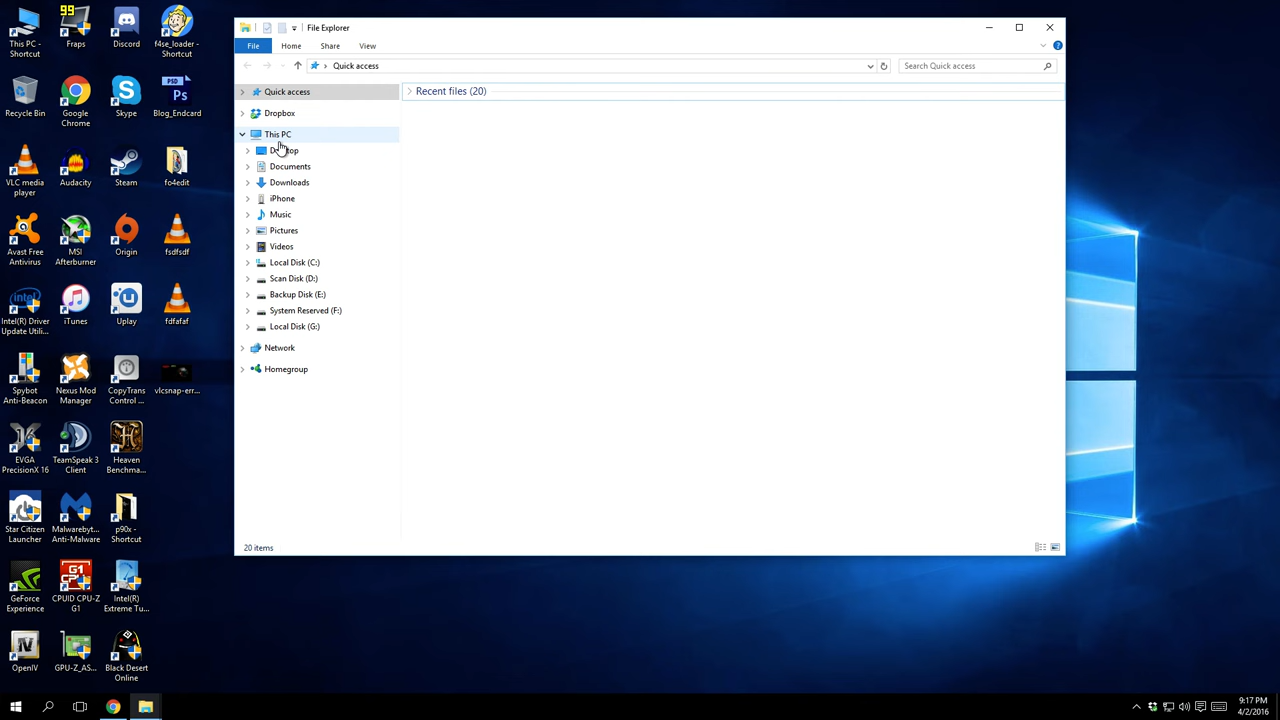 99
This PC -
Shortcut
Fraps
Discord
f4se_loader -
Shortcut
Recycle Bin
Google
Chrome
Skype
PSD
Ps
Blog_Endcard
VLC media
player
Audacity
Steam
fo4edit
Avast Free
Antivirus
MSI
Afterburner
Origin
fsdfsdf
Intel(R) Driver
Update Utili...
iTunes
Uplay
fdfafaf
Spybot
Anti-Beacon
Nexus Mod
Manager
CopyTrans
Control ...
vlcsnap-err...
EVGA
PrecisionX 16
TeamSpeak 3
Client
Heaven
Benchma...
Star Citizen
Launcher
Malwarebyt...
Anti-Malware
p90x -
Shortcut
GeForce
Experience
G1
CPU
CPUID CPU-Z
G1
Intel(R)
Extreme Tu...
IV
OpenIV
GPU-Z_AS...
Black Desert
Online
File Explorer
File
Home
Share
View
Quick access
Search Quick access
Quick access
Dropbox
This PC
Documents
Downloads
iPhone
Music
Pictures
Videos
Local Disk (C:)
Scan Disk (D:)
Backup Disk (E:)
System Reserved (F:)
Local Disk (G:)
Network
Homegroup
Recent files (20)
20 items
9:17 PM
4/2/2016